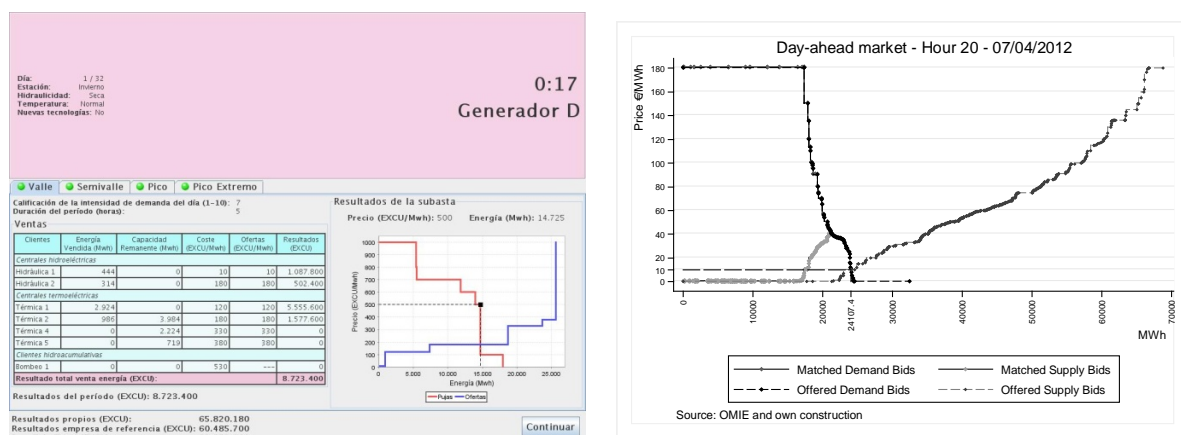 Día: 1 / 32
Estación: Invierno
Hidraulicidad: Seca
Temperatura: Normal
Nuevas tecnologías: No
0:17
Generador D
Valle Semivalle Pico Pico Extremo
Calificación de la intensidad de demanda del día (1-10): 7
Duración del período (horas): 5
Ventas
Clientes Energía Vendida (Mwh) Capacidad Remanente (Mwh) Coste (EXCU/Mwh) Ofertas (EXCU/Mwh) Resultados (EXCU)
Centrales hidroeléctricas
Hidráulica 1 444 0 10 10 1.087.800
Hidráulica 2 314 0 180 180 502.400
Centrales termoeléctricas
Térmica 1 2.924 0 120 120 5.555.600
Térmica 2 986 3.984 180 180 1.577.600
Térmica 4 0 2.224 330 330 0
Térmica 5 0 719 380 380 0
Clientes hidroacumulativas
Bombeo 1 0 0 530 --- 0
Resultado total venta energía (EXCU): 8.723.400
Resultados del período (EXCU): 8.723.400
Resultados de la subasta
Precio (EXCU/Mwh): 500 Energía (Mwh): 14.725
Precio (EXCU/Mwh)
1000
900
800
700
600
500
400
300
200
100
0
0 5.000 10.000 15.000 20.000 25.000
Energía (Mwh)
Pujas Ofertas
Resultados propios (EXCU): 65.820.180
Resultados empresa de referencia (EXCU): 60.485.700
Continuar
Day-ahead market - Hour 20 - 07/04/2012
Price €/MWh
180
160
140
120
100
80
60
40
20
10
0
0 10000 20000 24107.4 30000 40000 50000 60000 70000
MWh
Matched Demand Bids Matched Supply Bids
Offered Demand Bids Offered Supply Bids
Source: OMIE and own construction